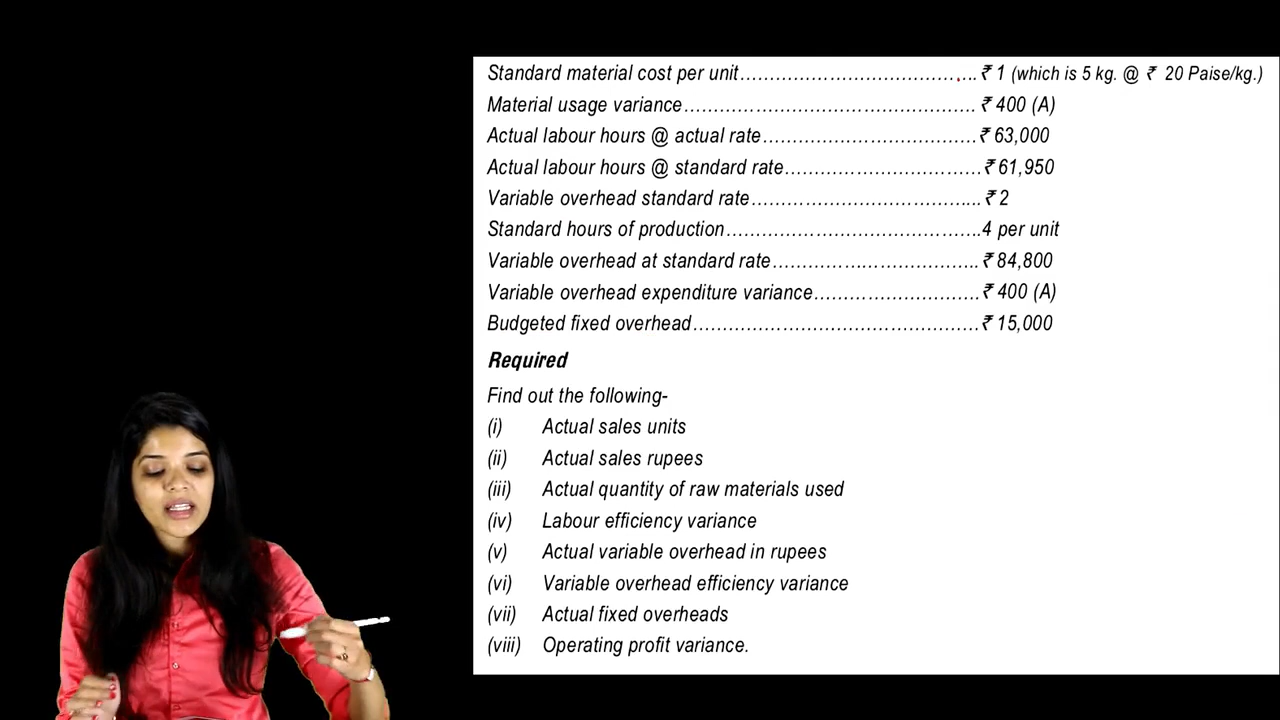 Standard material cost per unit……………………………..… ₹ 1 (which is 5 kg. @ ₹ 20 Paise/kg.)
Material usage variance……………………………………… ₹ 400 (A)
Actual labour hours @ actual rate…………………………… ₹ 63,000
Actual labour hours @ standard rate………………………… ₹ 61,950
Variable overhead standard rate……………………………..... ₹ 2
Standard hours of production…………………………………..4 per unit
Variable overhead at standard rate…………………………….. ₹ 84,800
Variable overhead expenditure variance………………………. ₹ 400 (A)
Budgeted fixed overhead……………………………………… ₹ 15,000
Required
Find out the following-
(i) Actual sales units
(ii) Actual sales rupees
(iii) Actual quantity of raw materials used
(iv) Labour efficiency variance
(v) Actual variable overhead in rupees
(vi) Variable overhead efficiency variance
(vii) Actual fixed overheads
(viii) Operating profit variance.